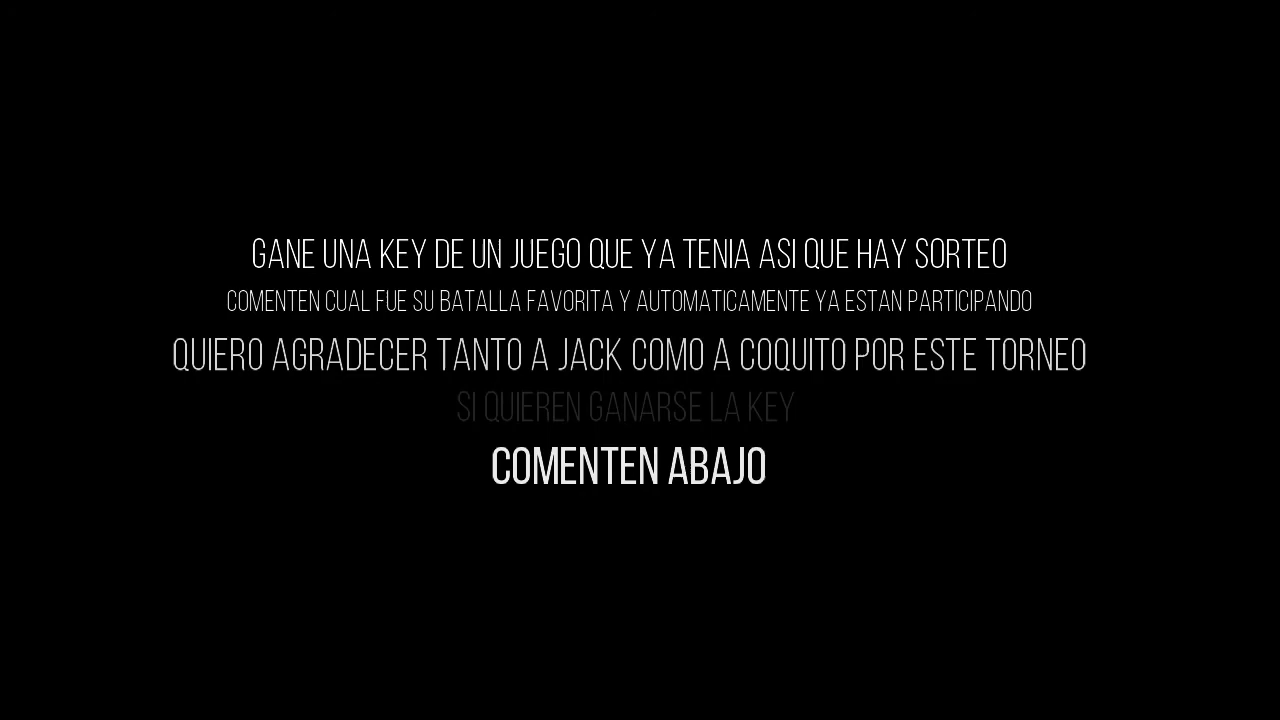 GANE UNA KEY DE UN JUEGO QUE YA TENIA ASI QUE HAY SORTEO
COMENTEN CUAL FUE SU BATALLA FAVORITA Y AUTOMATICAMENTE YA ESTAN PARTICIPANDO
QUIERO AGRADECER TANTO A JACK COMO A COQUITO POR ESTE TORNEO
SI QUIEREN GANARSE LA KEY
COMENTEN ABAJO